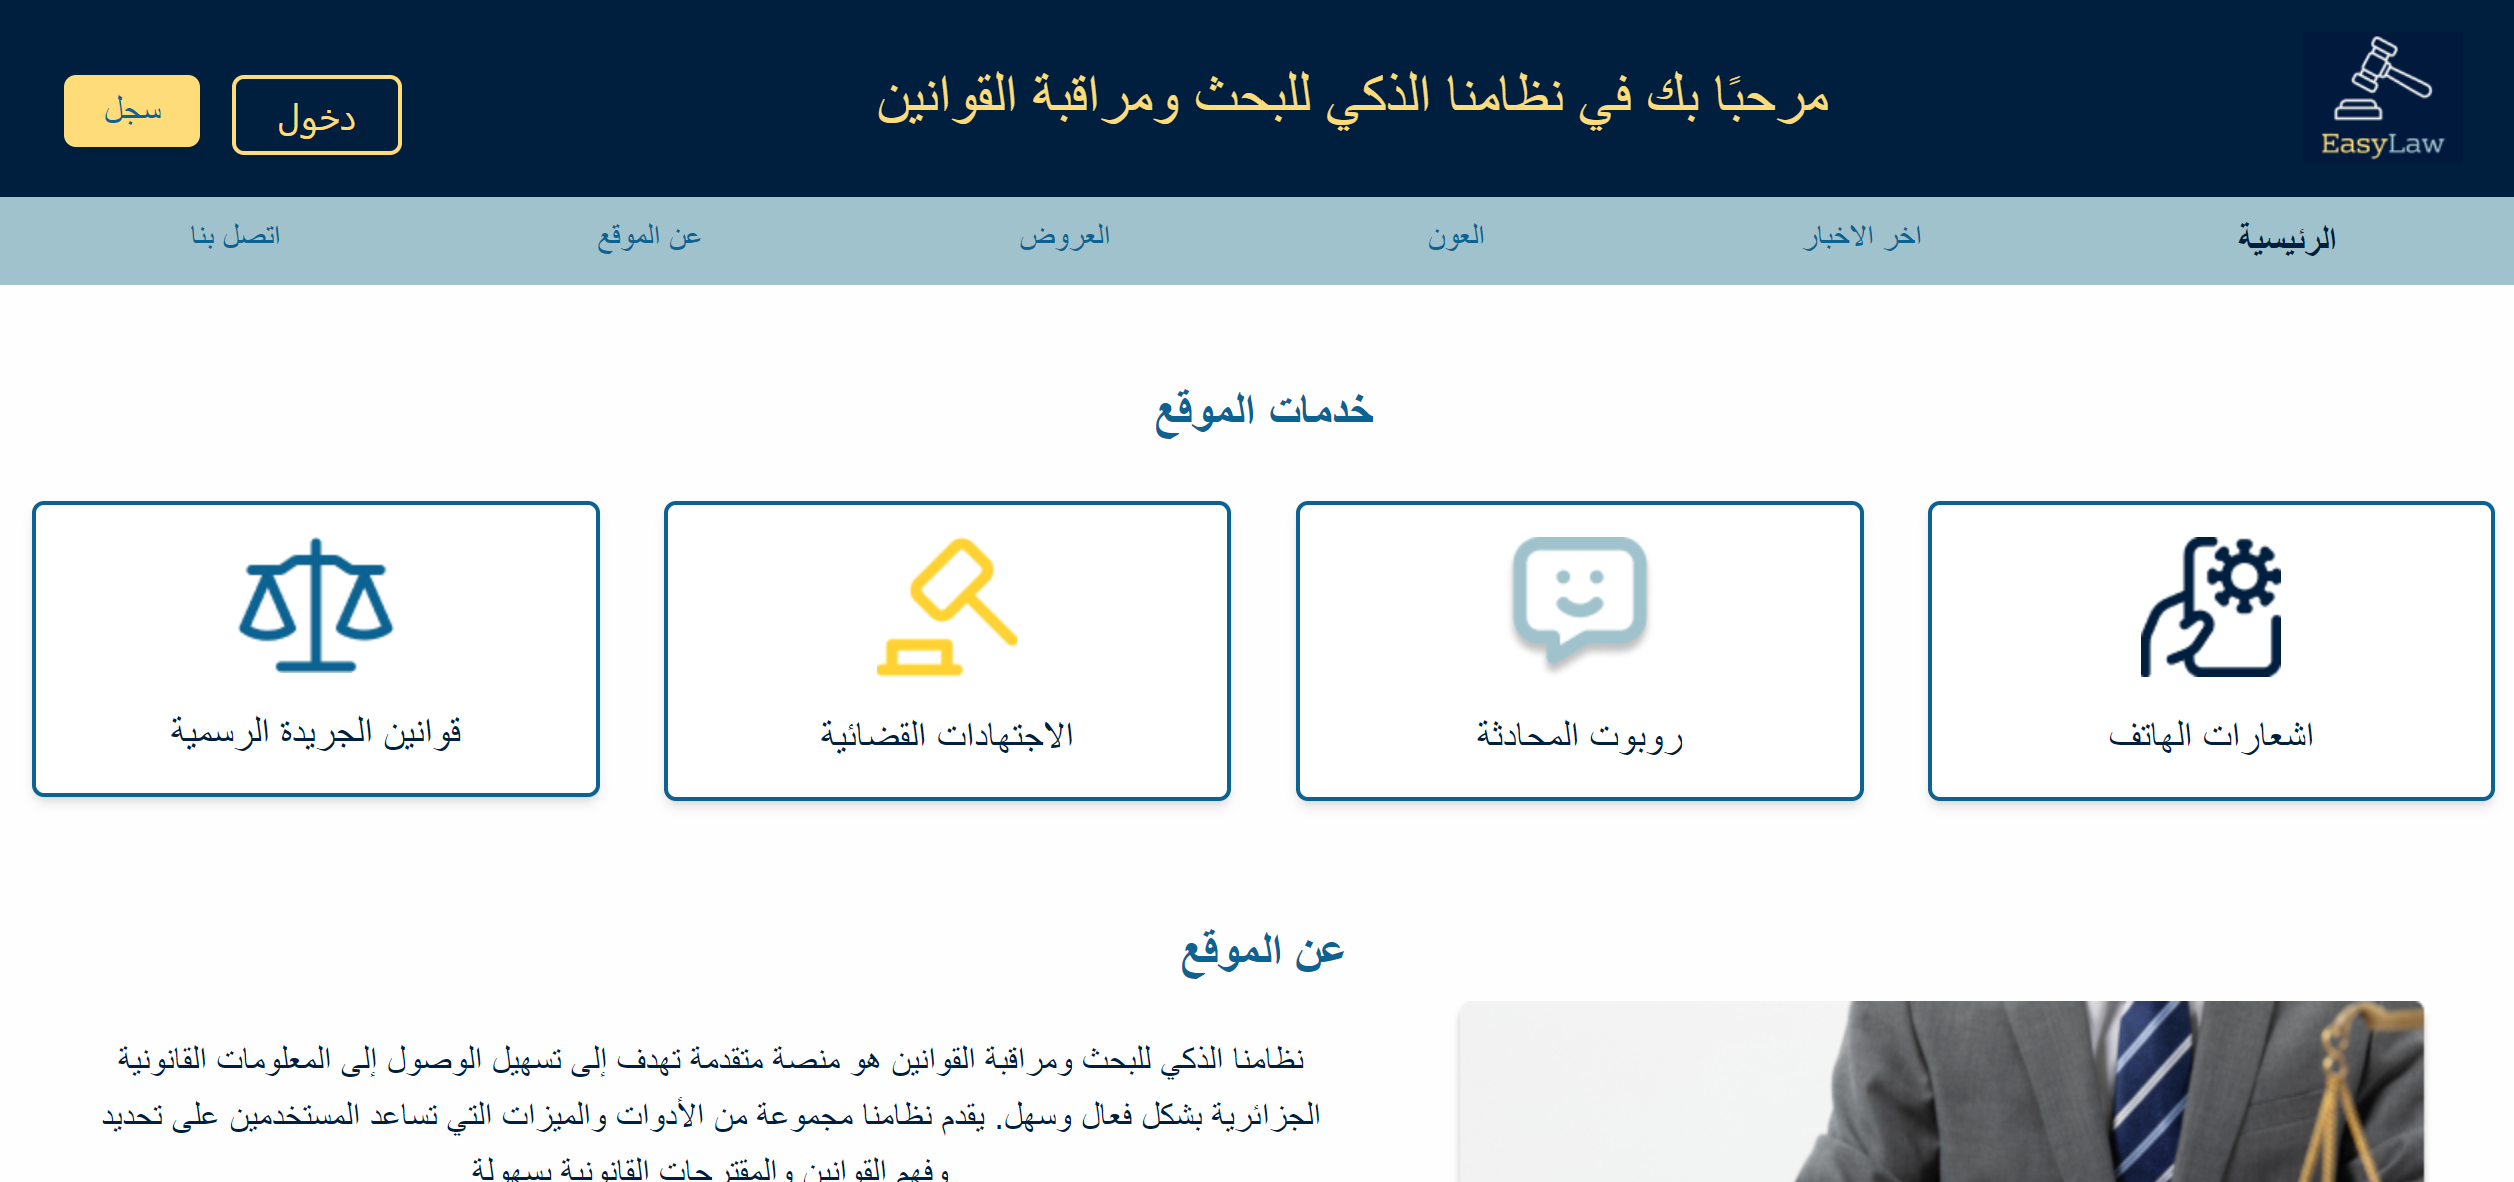 EasyLaw
مرحبًا بك في نظامنا الذكي للبحث ومراقبة القوانين
دخول
سجل
الرئيسية
اخر الاخبار
العون
العروض
عن الموقع
اتصل بنا
خدمات الموقع
اشعارات الهاتف
روبوت المحادثة
الاجتهادات القضائية
قوانين الجريدة الرسمية
عن الموقع
نظامنا الذكي للبحث ومراقبة القوانين هو منصة متقدمة تهدف إلى تسهيل الوصول إلى المعلومات القانونية
الجزائرية بشكل فعال وسهل. يقدم نظامنا مجموعة من الأدوات والميزات التي تساعد المستخدمين على تحديد
وفهم القوانين والمقترحات القانونية بسهولة